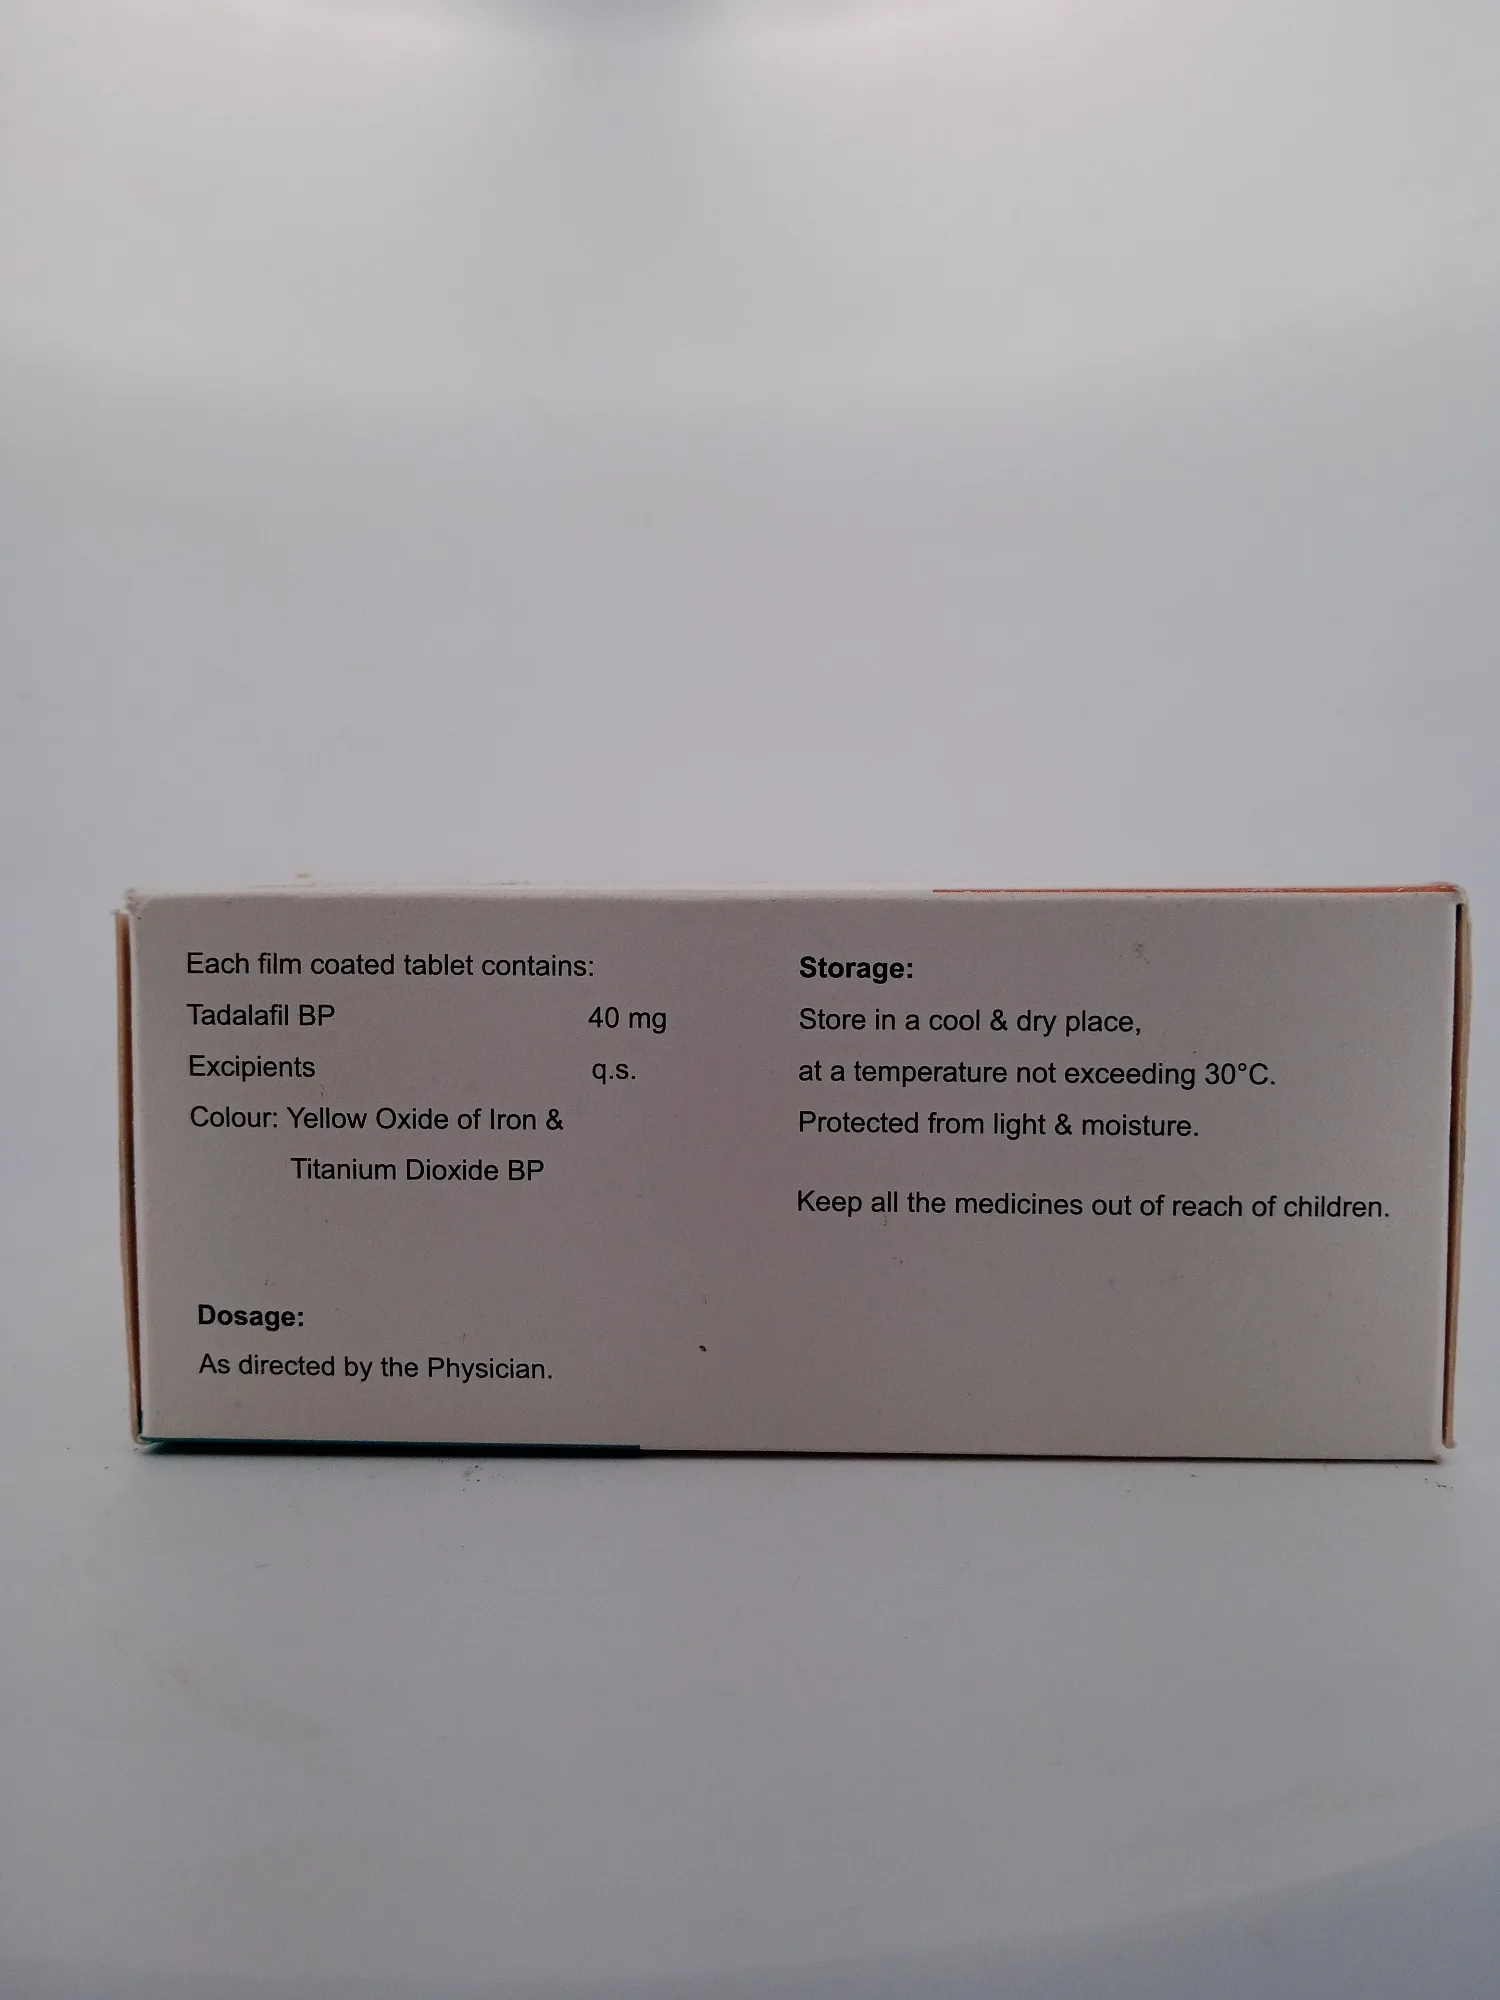 Each film coated tablet contains:
Tadalafil BP 40 mg
Excipients q.s.
Colour: Yellow Oxide of Iron &
Titanium Dioxide BP
Dosage:
As directed by the Physician.
Storage:
Store in a cool & dry place,
at a temperature not exceeding 30°C.
Protected from light & moisture.
Keep all the medicines out of reach of children.